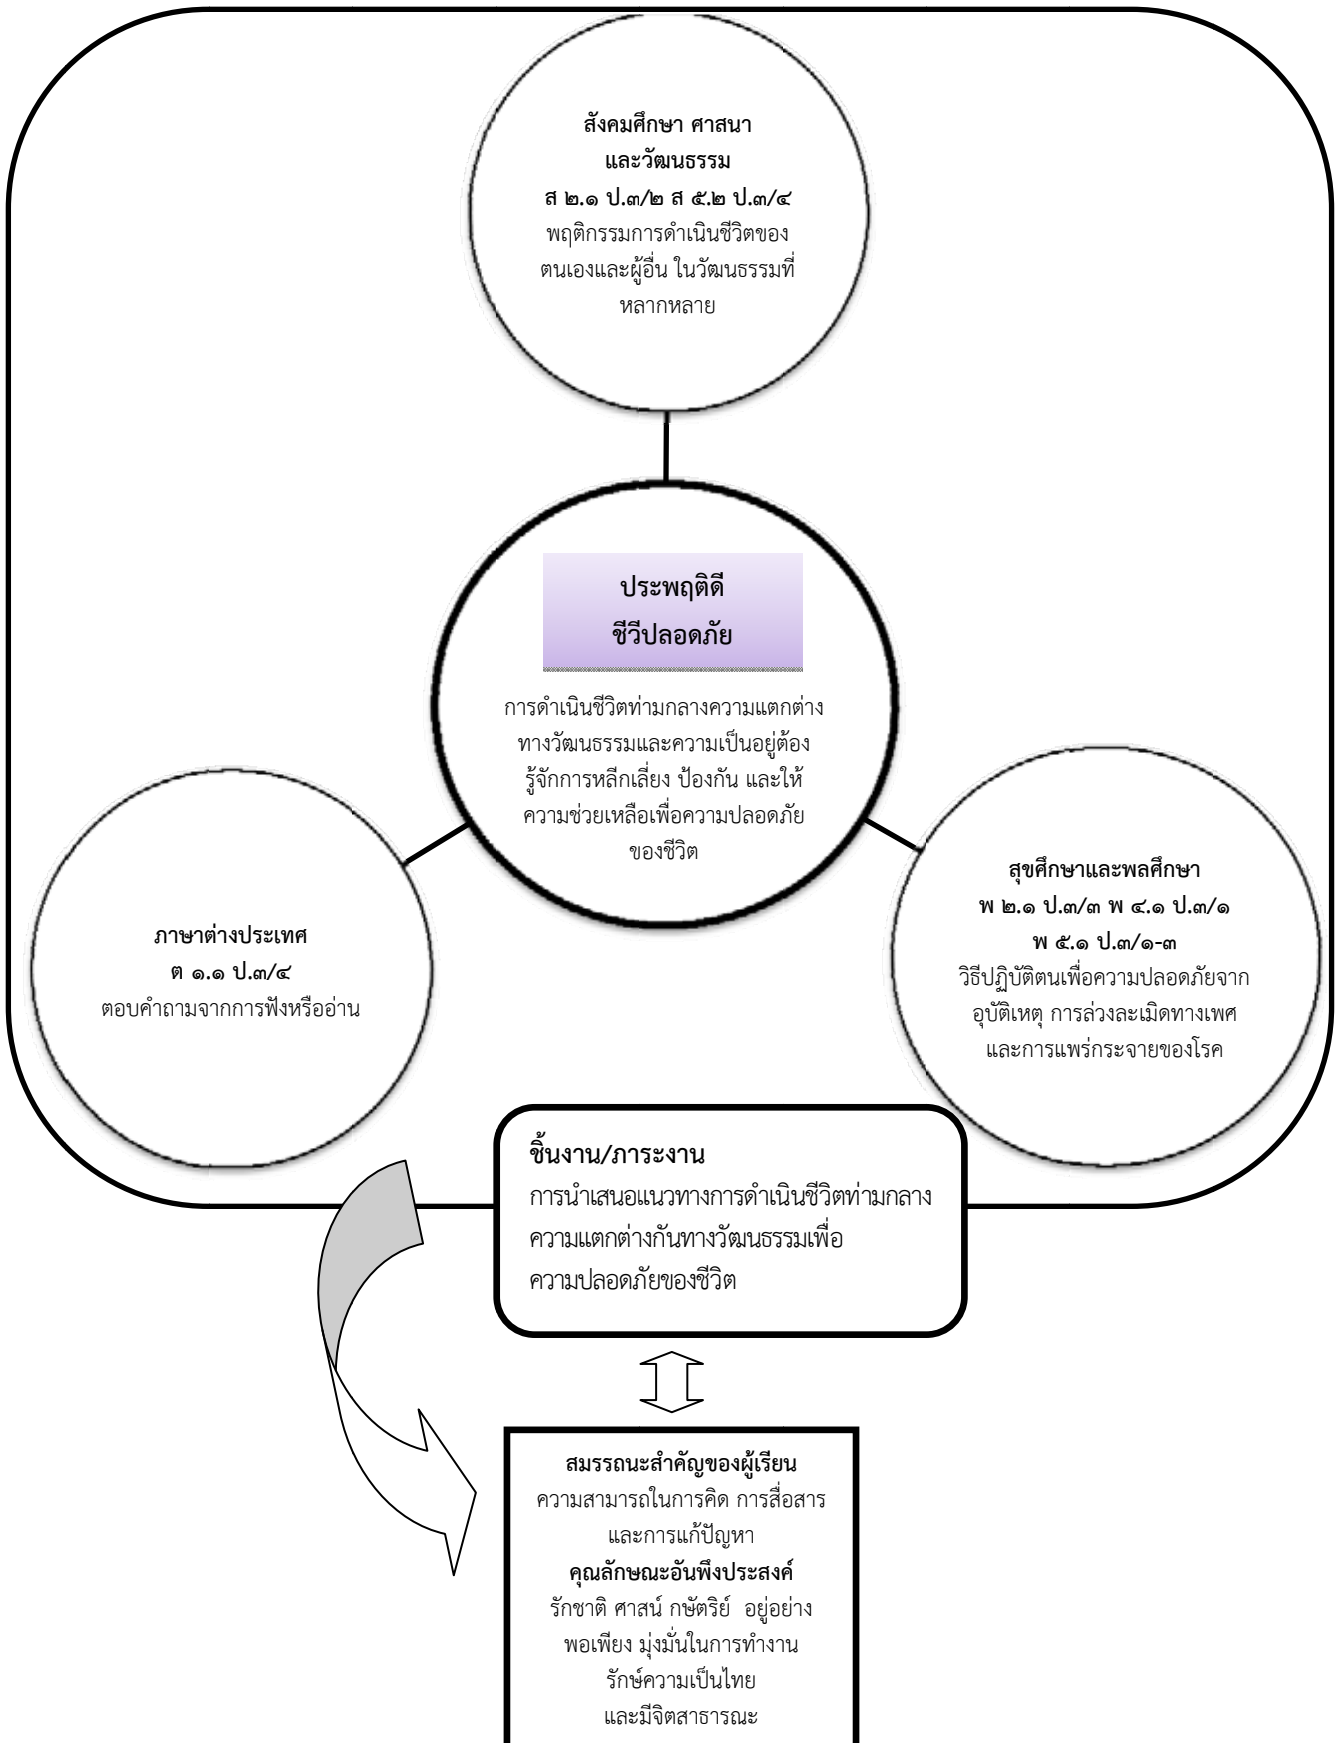 สังคมศึกษา ศาสนา
และวัฒนธรรม
ส ๒.๑ ป.๓/๒ ส ๕.๒ ป.๓/๔
พฤติกรรมการดำเนินชีวิตของ
ตนเองและผู้อื่น ในวัฒนธรรมที่
หลากหลาย
ประพฤติดี
ชีวีปลอดภัย
การดำเนินชีวิตท่ามกลางความแตกต่าง
ทางวัฒนธรรมและความเป็นอยู่ต้อง
รู้จักการหลีกเลี่ยง ป้องกัน และให้
ความช่วยเหลือเพื่อความปลอดภัย
ของชีวิต
ภาษาต่างประเทศ
ต ๑.๑ ป.๓/๔
ตอบคำถามจากการฟังหรืออ่าน
สุขศึกษาและพลศึกษา
พ ๒.๑ ป.๓/๓ พ ๔.๑ ป.๓/๑
พ ๕.๑ ป.๓/๑-๓
วิธีปฏิบัติตนเพื่อความปลอดภัยจาก
อุบัติเหตุ การล่วงละเมิดทางเพศ
และการแพร่กระจายของโรค
ชิ้นงาน/ภาระงาน
การนำเสนอแนวทางการดำเนินชีวิตท่ามกลาง
ความแตกต่างกันทางวัฒนธรรมเพื่อ
ความปลอดภัยของชีวิต
สมรรถนะสำคัญของผู้เรียน
ความสามารถในการคิด การสื่อสาร
และการแก้ปัญหา
คุณลักษณะอันพึงประสงค์
รักชาติ ศาสน์ กษัตริย์ อยู่อย่าง
พอเพียง มุ่งมั่นในการทำงาน
รักษ์ความเป็นไทย
และมีจิตสาธารณะ